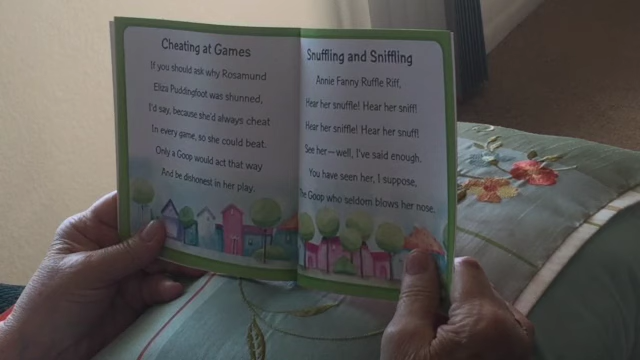 Cheating at Games
If you should ask why Rosamund
Eliza Puddingfoot was shunned,
I'd say, because she'd always cheat
In every game, so she could beat.
Only a Goop would act that way
And be dishonest in her play.
Snuffling and Sniffling
Annie Fanny Ruffle Riff,
Hear her snuffle! Hear her sniff!
Hear her sniffle! Hear her snuff!
See her—well, I've said enough.
You have seen her, I suppose,
The Goop who seldom blows her nose.